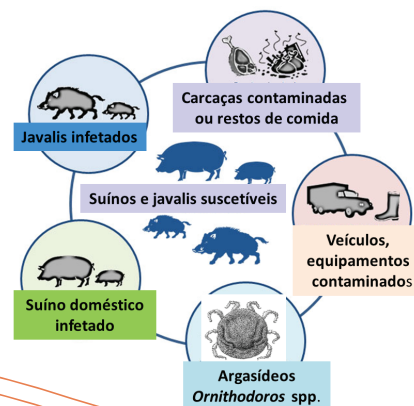 Carcaças contaminadas
ou restos de comida
Javalis infetados
Suínos e javalis suscetíveis
Veículos,
equipamentos
contaminados
Suíno doméstico
infetado
Argasídeos
Ornithodoros spp.